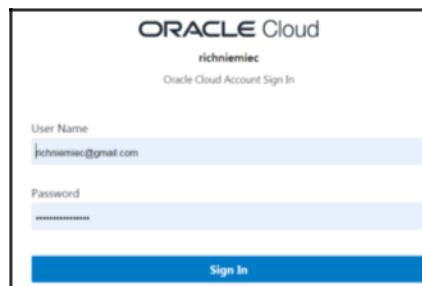 ORACLE Cloud
richniemiec
Oracle Cloud Account Sign In
User Name
richniemiec@gmail.com
Password
••••••••••••••••
Sign In